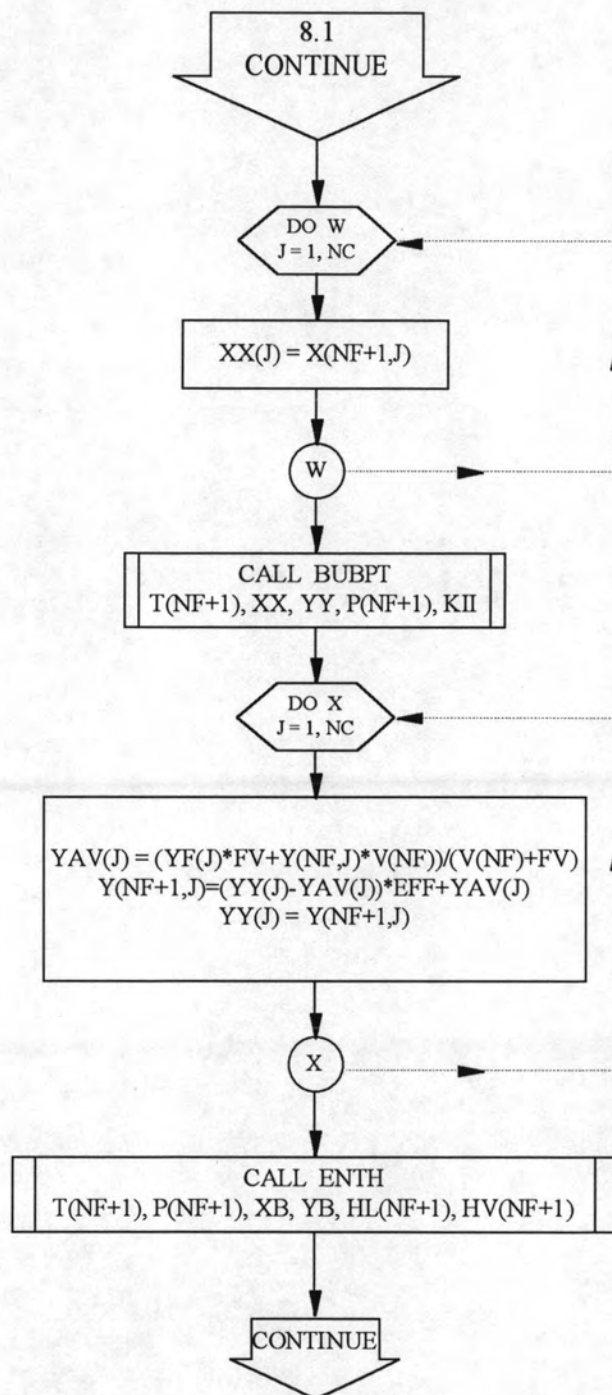 8.1
CONTINUE
DO W
J = 1, NC
XX(J) = X(NF+1,J)
W
CALL BUBPT
T(NF+1), XX, YY, P(NF+1), KII
DO X
J = 1, NC
YAV(J) = (YF(J)*FV+Y(NF,J)*V(NF))/(V(NF)+FV)
Y(NF+1,J)=(YY(J)-YAV(J))*EFF+YAV(J)
YY(J) = Y(NF+1,J)
X
CALL ENTH
T(NF+1), P(NF+1), XB, YB, HL(NF+1), HV(NF+1)
CONTINUE